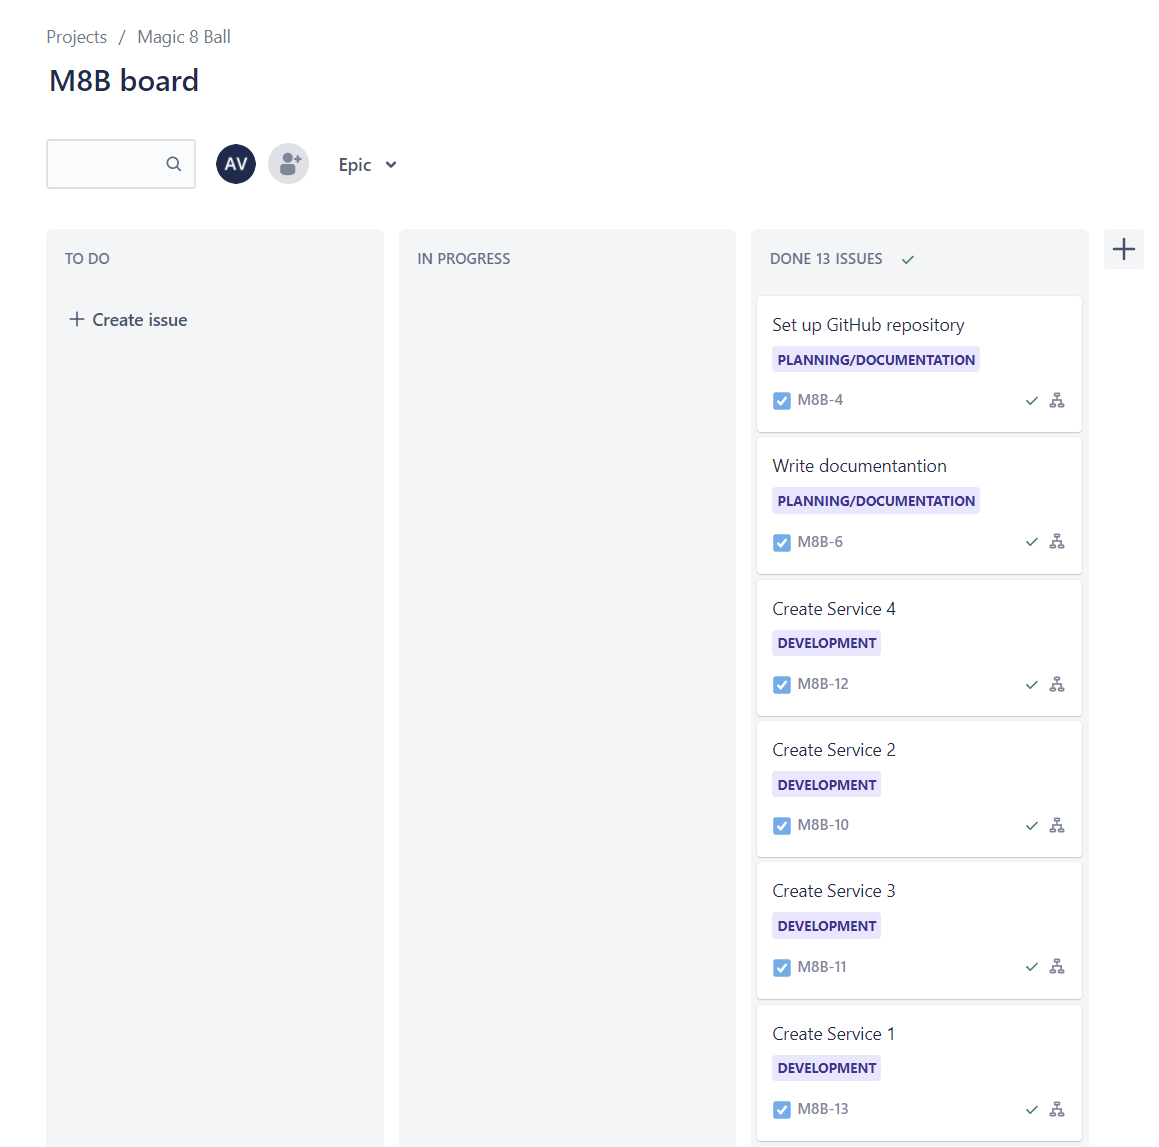 Projects / Magic 8 Ball
M8B board
AV
Epic
TO DO
IN PROGRESS
DONE 13 ISSUES
Create issue
Set up GitHub repository
PLANNING/DOCUMENTATION
M8B-4
Write documentantion
PLANNING/DOCUMENTATION
M8B-6
Create Service 4
DEVELOPMENT
M8B-12
Create Service 2
DEVELOPMENT
M8B-10
Create Service 3
DEVELOPMENT
M8B-11
Create Service 1
DEVELOPMENT
M8B-13